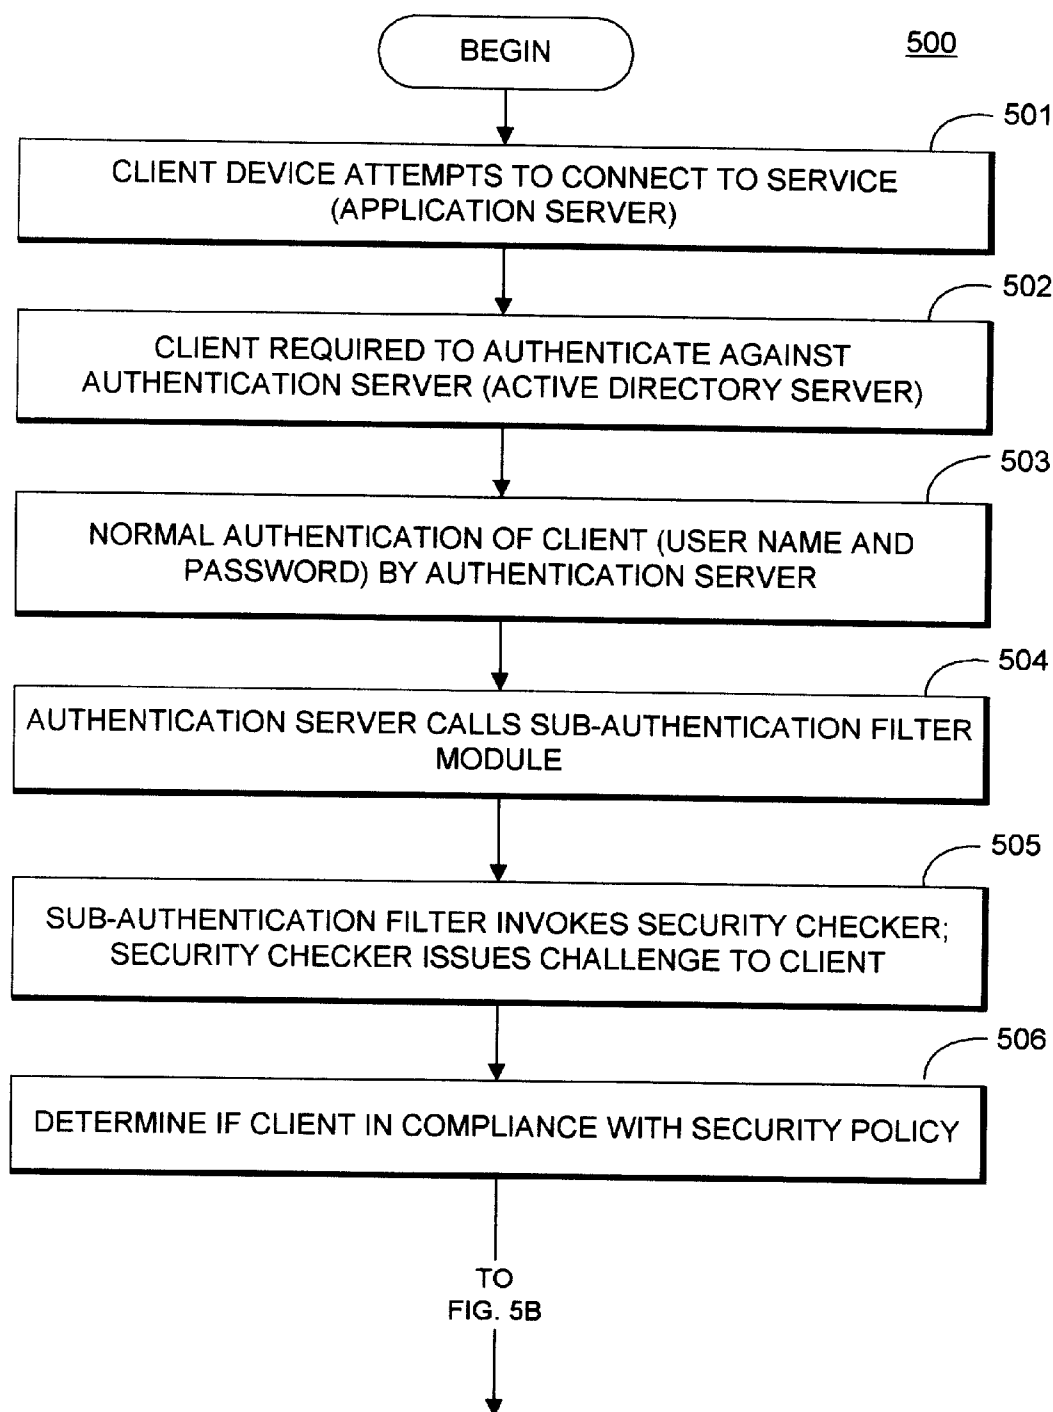 BEGIN
500
501
CLIENT DEVICE ATTEMPTS TO CONNECT TO SERVICE
(APPLICATION SERVER)
502
CLIENT REQUIRED TO AUTHENTICATE AGAINST
AUTHENTICATION SERVER (ACTIVE DIRECTORY SERVER)
503
NORMAL AUTHENTICATION OF CLIENT (USER NAME AND
PASSWORD) BY AUTHENTICATION SERVER
504
AUTHENTICATION SERVER CALLS SUB-AUTHENTICATION FILTER
MODULE
505
SUB-AUTHENTICATION FILTER INVOKES SECURITY CHECKER;
SECURITY CHECKER ISSUES CHALLENGE TO CLIENT
506
DETERMINE IF CLIENT IN COMPLIANCE WITH SECURITY POLICY
TO
FIG. 5B